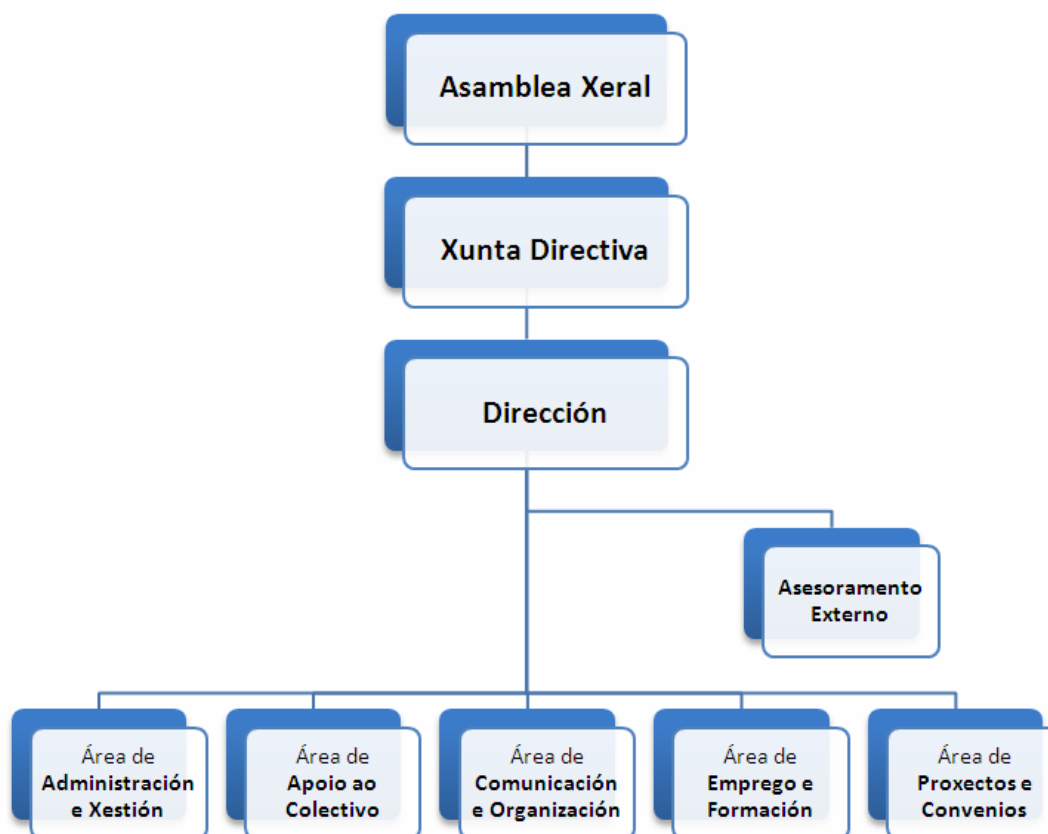 Asamblea Xeral
Xunta Directiva
Dirección
Asesoramento
Externo
Área de
Administración
e Xestión
Área de
Apoio ao
Colectivo
Área de
Comunicación
e Organización
Área de
Emprego e
Formación
Área de
Proxectos e
Convenios